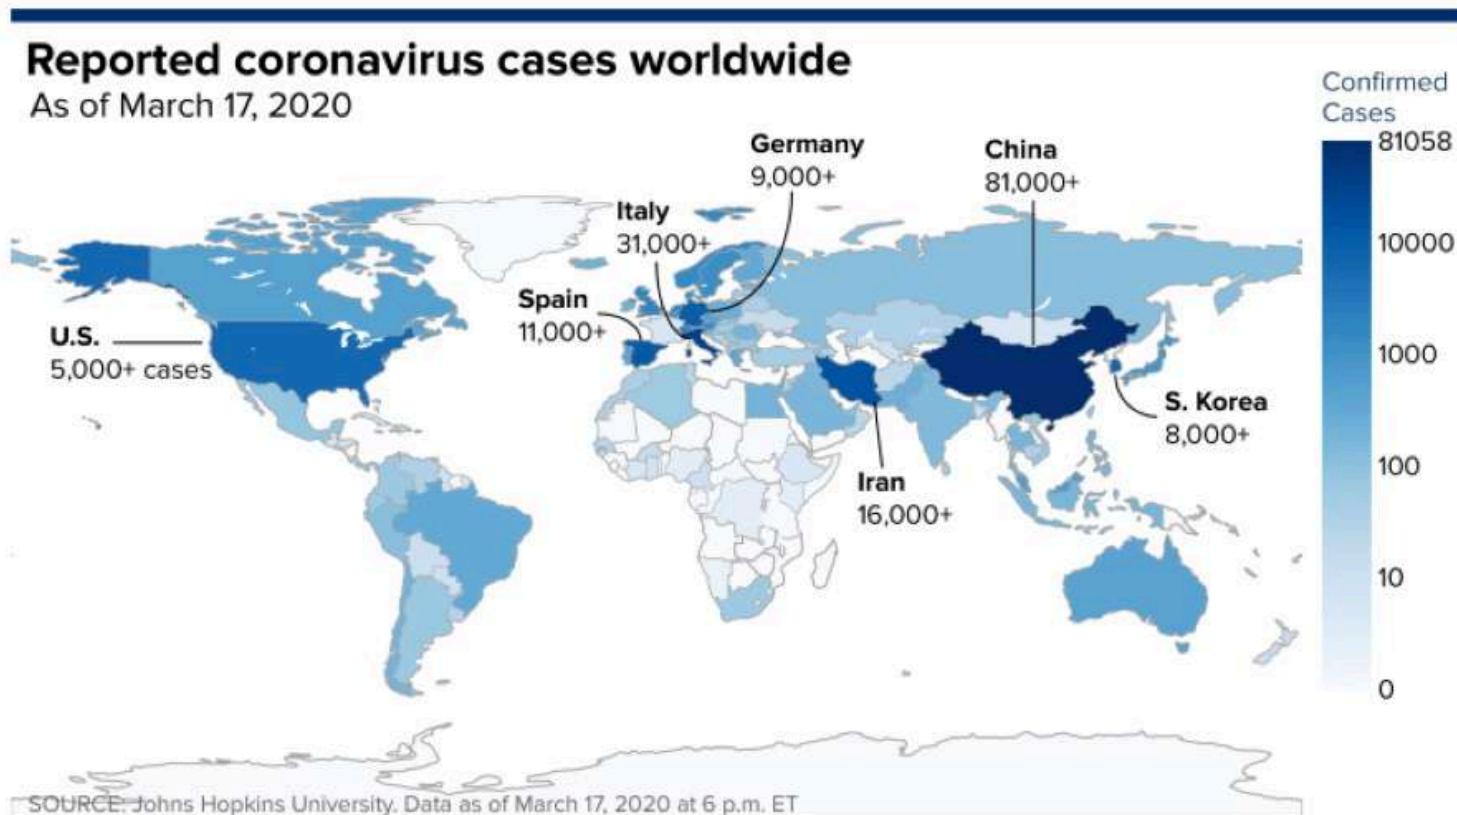 Reported coronavirus cases worldwide
As of March 17, 2020
Confirmed
Cases
81058
10000
1000
100
10
0
Germany
9,000+
China
81,000+
Italy
31,000+
Spain
11,000+
U.S.
5,000+ cases
S. Korea
8,000+
Iran
16,000+
SOURCE: Johns Hopkins University. Data as of March 17, 2020 at 6 p.m. ET